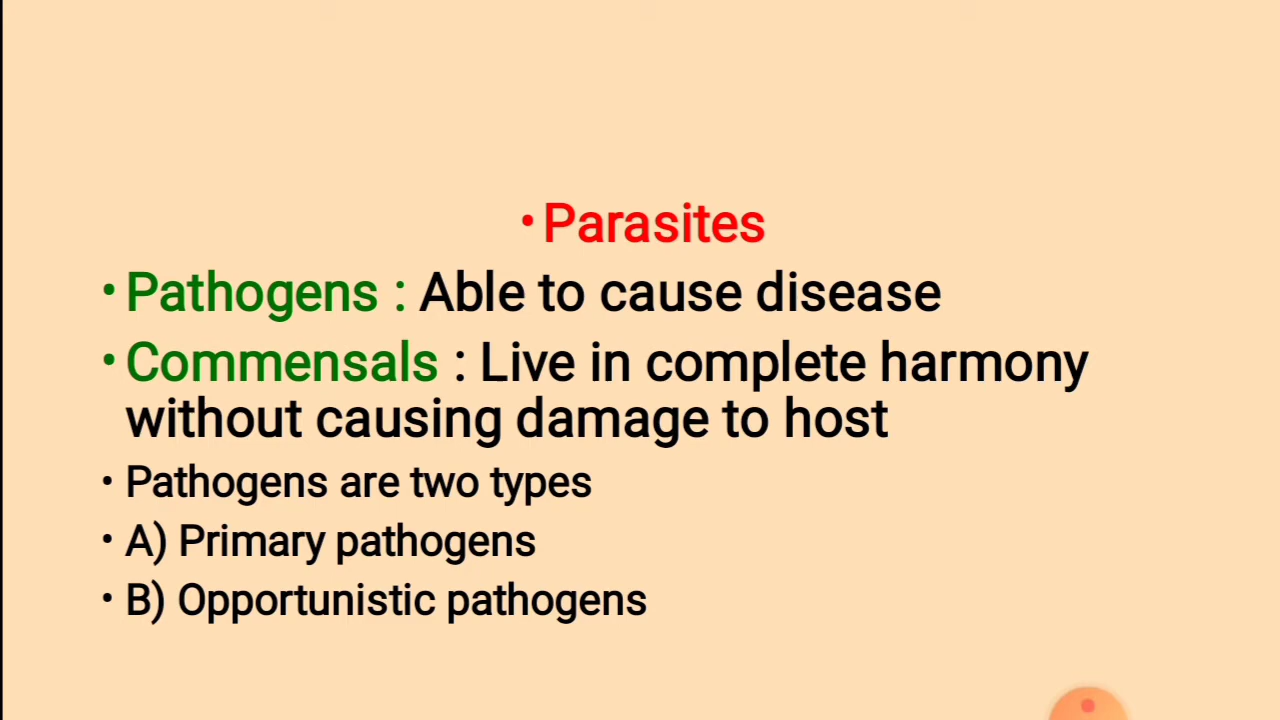 • Parasites
• Pathogens : Able to cause disease
• Commensals : Live in complete harmony
without causing damage to host
• Pathogens are two types
• A) Primary pathogens
• B) Opportunistic pathogens